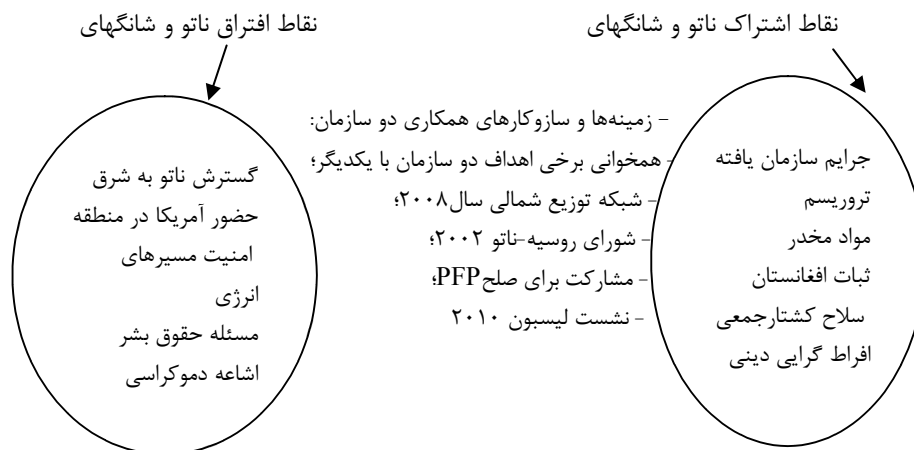 نقاط اشتراک ناتو و شانگهای
جرایم سازمان یافته
تروریسم
مواد مخدر
ثبات افغانستان
سلاح کشتارجمعی
افراط گرایی دینی
- زمینه‌ها و سازوکارهای همکاری دو سازمان:
- همخوانی برخی اهداف دو سازمان با یکدیگر؛
- شبکه توزیع شمالی سال۲۰۰۸؛
- شورای روسیه-ناتو ۲۰۰۲؛
- مشارکت برای صلحPFP؛
- نشست لیسبون ۲۰۱۰
نقاط افتراق ناتو و شانگهای
گسترش ناتو به شرق
حضور آمریکا در منطقه
امنیت مسیرهای
انرژی
مسئله حقوق بشر
اشاعه دموکراسی